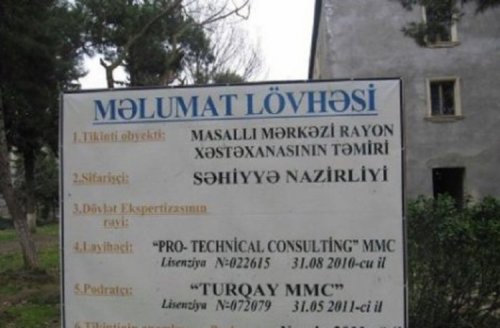 MƏLUMAT LÖVHƏSİ
1.Tikinti obyekti: MASALLI MƏRKƏZİ RAYON
XƏSTƏXANASININ TƏMİRİ
2.Sifarişçi: SƏHİYYƏ NAZİRLİYİ
3.Dövlət Ekspertizasının
rəyi:
4.Layihəçi: “PRO- TECHNICAL CONSULTING” MMC
Lisenziya №022615 31.08 2010-cu il
5.Podratçı: “TURQAY MMC”
Lisenziya №072079 31.05 2011-ci il